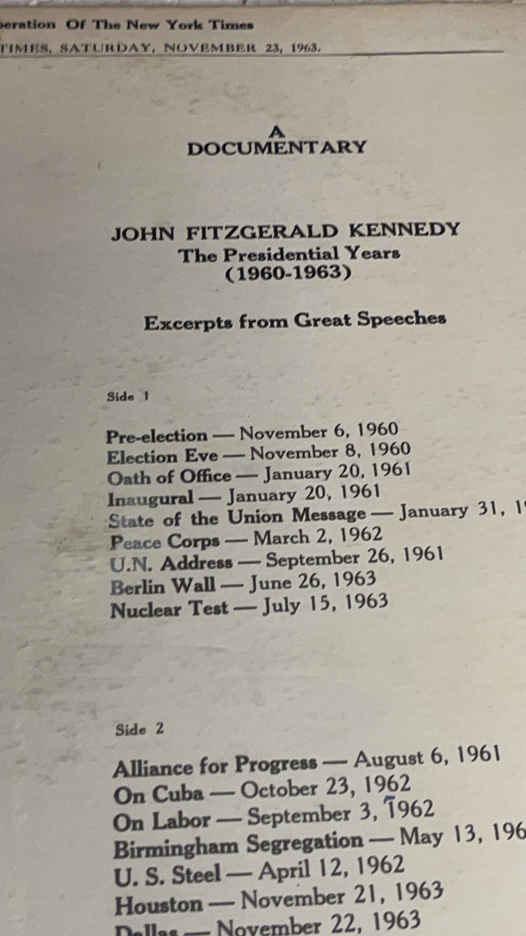 Of The New York Times
TIMES, SATURDAY, NOVEMBER 23, 1963.
A
DOCUMENTARY
JOHN FITZGERALD KENNEDY
The Presidential Years
(1960-1963)
Excerpts from Great Speeches
Side 1
Pre-election — November 6, 1960
Election Eve — November 8, 1960
Oath of Office — January 20, 1961
Inaugural — January 20, 1961
State of the Union Message — January 31,
Peace Corps — March 2, 1962
U.N. Address — September 26, 1961
Berlin Wall — June 26, 1963
Nuclear Test — July 15, 1963
Side 2
Alliance for Progress — August 6, 1961
On Cuba — October 23, 1962
On Labor — September 3, 1962
Birmingham Segregation — May 13,
U. S. Steel — April 12, 1962
Houston — November 21, 1963
Dallas — November 22, 1963